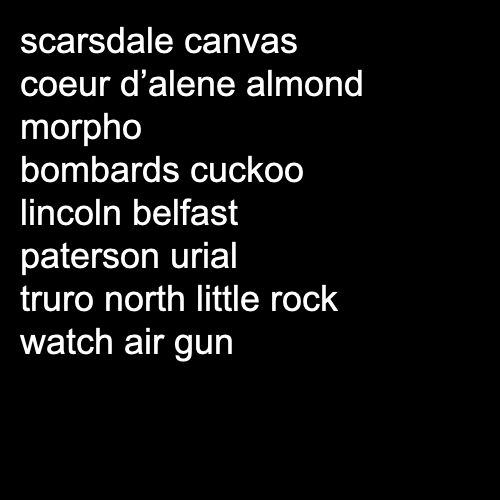 scarsdale canvas
coeur d’alene almond
morpho
bombards cuckoo
lincoln belfast
paterson urial
truro north little rock
watch air gun